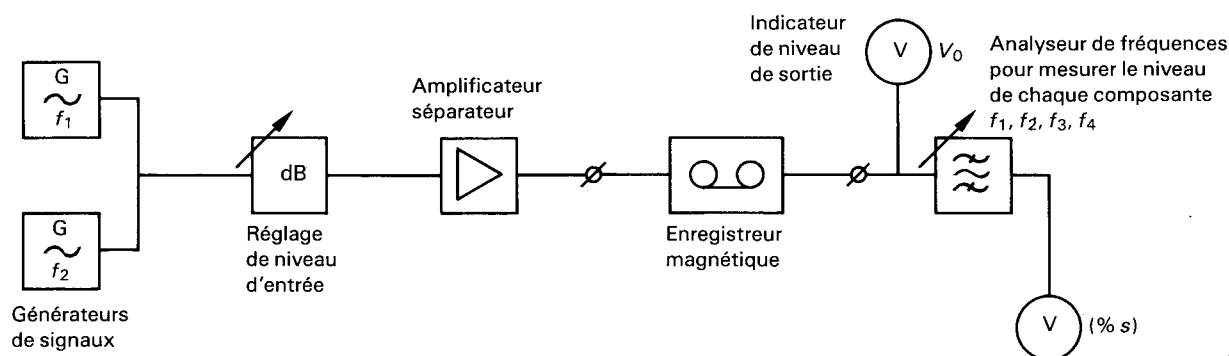 G
f1
G
f2
Générateurs
de signaux
dB
Réglage
de niveau
d'entrée
Amplificateur
séparateur
Enregistreur
magnétique
Indicateur
de niveau
de sortie
V
V0
Analyseur de fréquences
pour mesurer le niveau
de chaque composante
f1, f2, f3, f4
V
(% s)